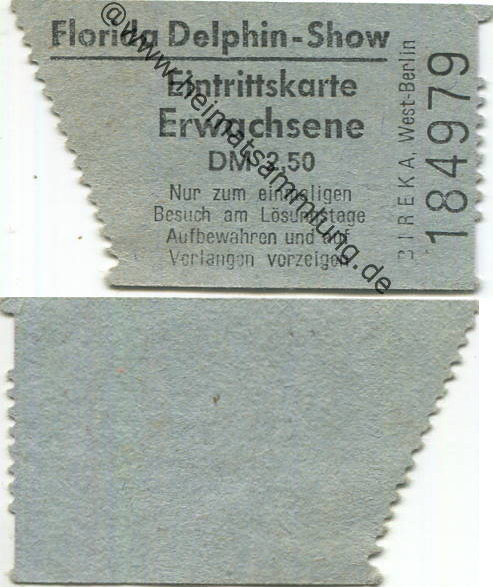 Florida Delphin-Show
Eintrittskarte
Erwachsene
DM 2,50
Nur zum einmaligen
Besuch am Lösungstage
Aufbewahren und auf
Verlangen vorzeigen
BIREKA, West-Berlin
184979
@www.heimatsammlung.de